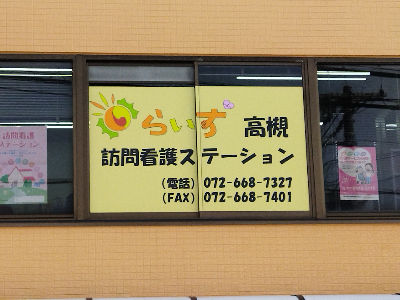 らいず 高槻
訪問看護ステーション
(電話) 072-668-7327
(FAX) 072-668-7401
訪問看護
ステーション